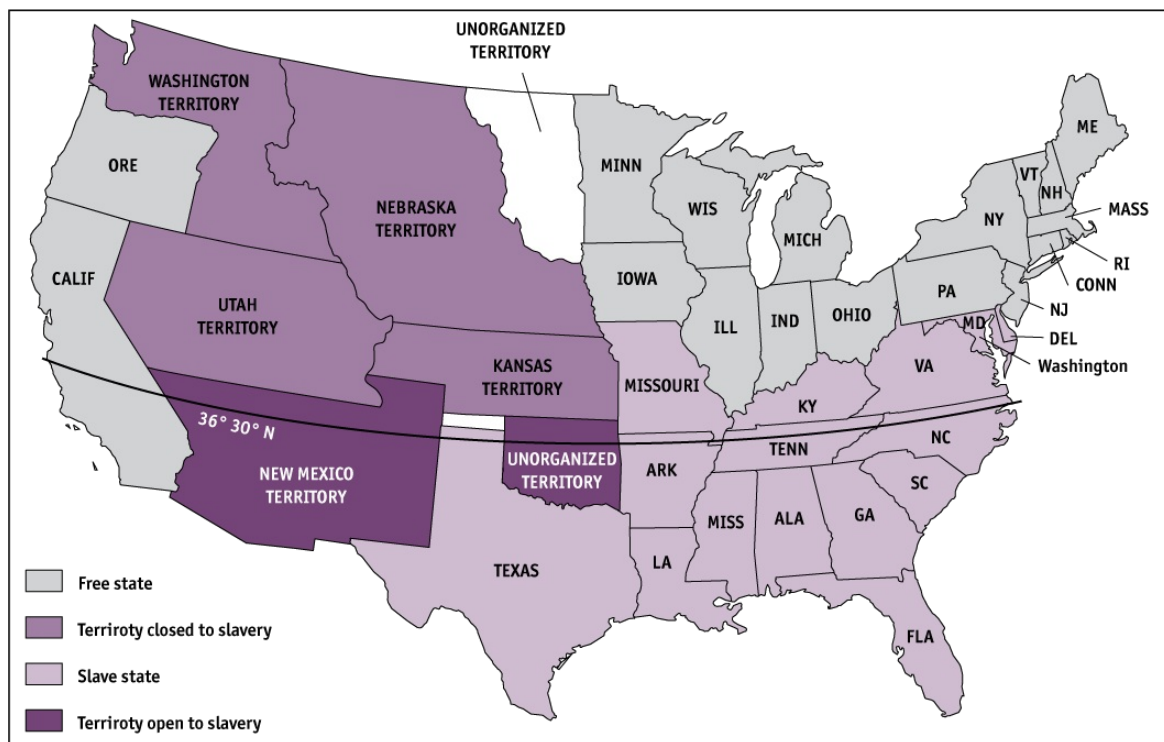 UNORGANIZED
TERRITORY
WASHINGTON
TERRITORY
ORE
NEBRASKA
TERRITORY
MINN
WIS
MICH
ME
VT
NH
NY
MASS
RI
CONN
CALIF
UTAH
TERRITORY
IOWA
ILL
IND
OHIO
PA
NJ
MD
DEL
Washington
KANSAS
TERRITORY
MISSOURI
KY
VA
36° 30° N
NEW MEXICO
TERRITORY
UNORGANIZED
TERRITORY
ARK
TENN
NC
SC
TEXAS
LA
MISS
ALA
GA
FLA
Free state
Terriroty closed to slavery
Slave state
Terriroty open to slavery